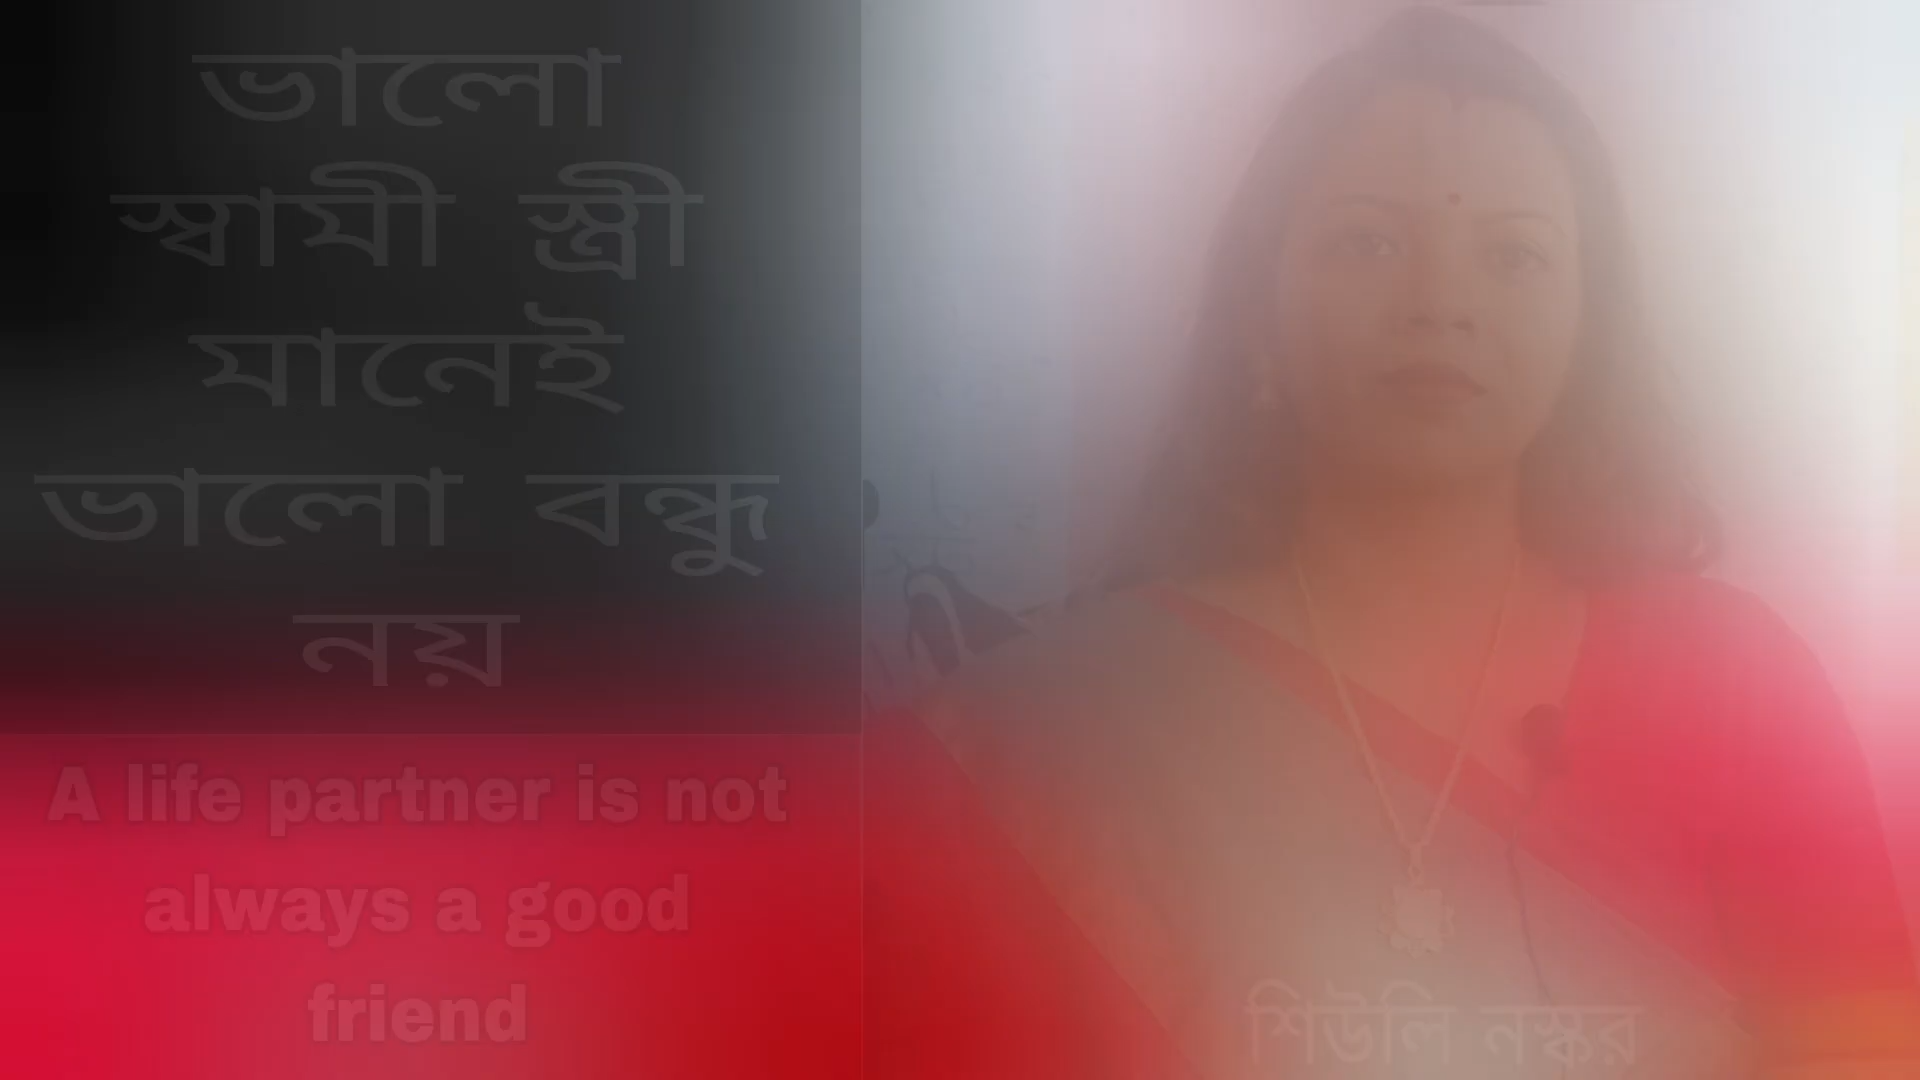 ভালো
স্বামী স্ত্রী
মানেই
ভালো বন্ধু
নয়
A life partner is not
always a good
friend
শিউলি নস্কর